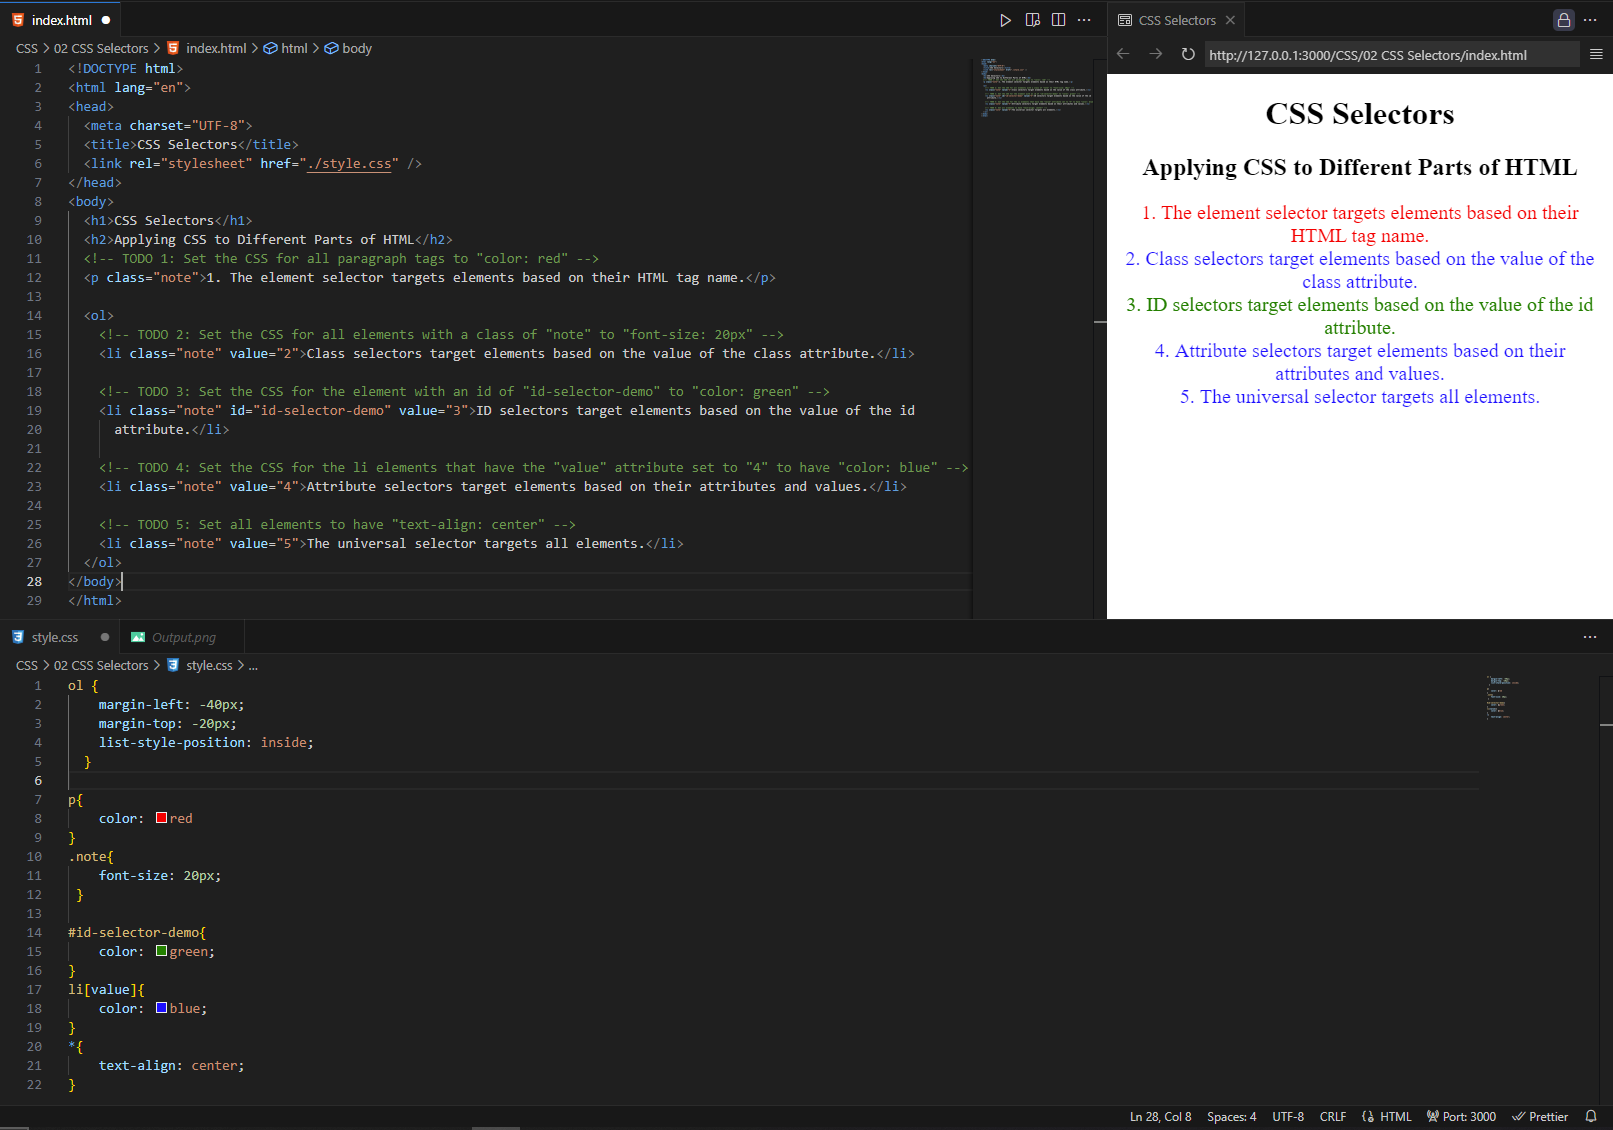 index.html
CSS > 02 CSS Selectors > index.html > html > body
1 <!DOCTYPE html>
2 <html lang="en">
3 <head>
4 <meta charset="UTF-8">
5 <title>CSS Selectors</title>
6 <link rel="stylesheet" href="./style.css" />
7 </head>
8 <body>
9 <h1>CSS Selectors</h1>
10 <h2>Applying CSS to Different Parts of HTML</h2>
11 <!-- TODO 1: Set the CSS for all paragraph tags to "color: red" -->
12 <p class="note">1. The element selector targets elements based on their HTML tag name.</p>
13
14 <ol>
15 <!-- TODO 2: Set the CSS for all elements with a class of "note" to "font-size: 20px" -->
16 <li class="note" value="2">Class selectors target elements based on the value of the class attribute.</li>
17
18 <!-- TODO 3: Set the CSS for the element with an id of "id-selector-demo" to "color: green" -->
19 <li class="note" id="id-selector-demo" value="3">ID selectors target elements based on the value of the id
20 attribute.</li>
21
22 <!-- TODO 4: Set the CSS for the li elements that have the "value" attribute set to "4" to have "color: blue" -->
23 <li class="note" value="4">Attribute selectors target elements based on their attributes and values.</li>
24
25 <!-- TODO 5: Set all elements to have "text-align: center" -->
26 <li class="note" value="5">The universal selector targets all elements.</li>
27 </ol>
28 </body>
29 </html>
CSS Selectors
http://127.0.0.1:3000/CSS/02 CSS Selectors/index.html
CSS Selectors
Applying CSS to Different Parts of HTML
1. The element selector targets elements based on their
HTML tag name.
2. Class selectors target elements based on the value of the
class attribute.
3. ID selectors target elements based on the value of the id
attribute.
4. Attribute selectors target elements based on their
attributes and values.
5. The universal selector targets all elements.
style.css Output.png
CSS > 02 CSS Selectors > style.css > ...
1 ol {
2 margin-left: -40px;
3 margin-top: -20px;
4 list-style-position: inside;
5 }
6
7 p{
8 color: red
9 }
10 .note{
11 font-size: 20px;
12 }
13
14 #id-selector-demo{
15 color: green;
16 }
17 li[value]{
18 color: blue;
19 }
20 *{
21 text-align: center;
22 }
Ln 28, Col 8 Spaces: 4 UTF-8 CRLF HTML Port: 3000 Prettier